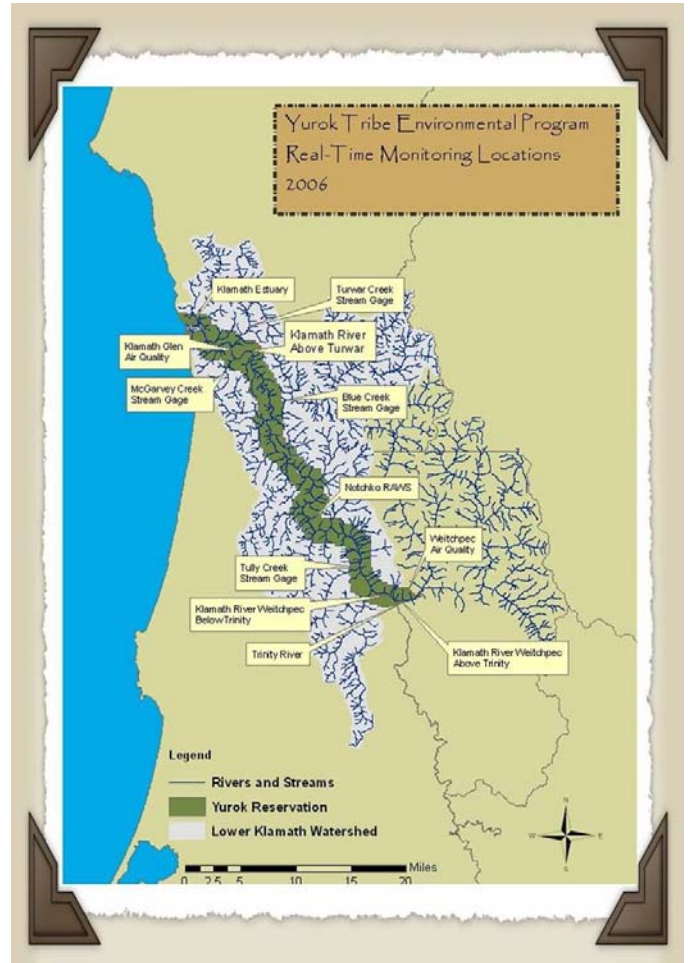 Yurok Tribe Environmental Program
Real-Time Monitoring Locations
2006
Klamath Estuary
Turwar Creek
Stream Gage
Klamath Glen
Air Quality
Klamath River
Above Turwar
McGarvey Creek
Stream Gage
Blue Creek
Stream Gage
Notchko RAWS
Weitchpec
Air Quality
Tully Creek
Stream Gage
Klamath River Weitchpec
Below Trinity
Trinity River
Klamath River Weitchpec
Above Trinity
Legend
Rivers and Streams
Yurok Reservation
Lower Klamath Watershed
N
W E
S
Miles
0 2.5 5 10 15 20